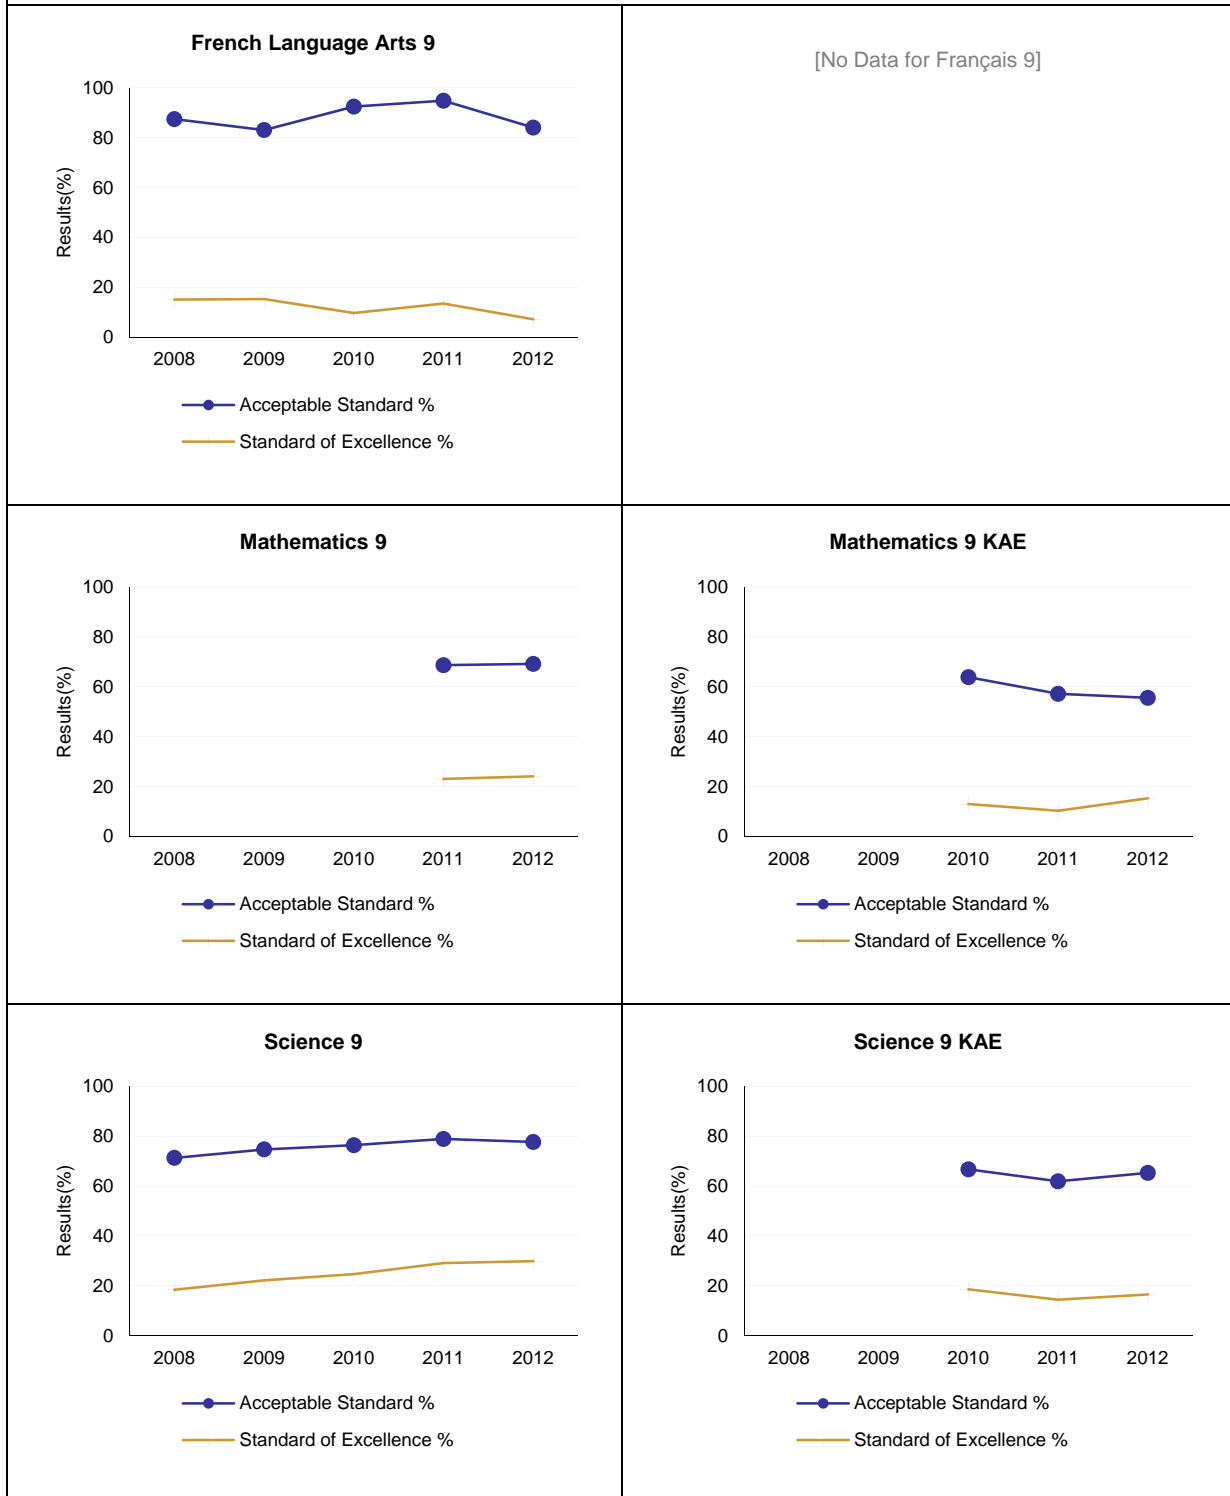 French Language Arts 9
100
80
60
40
20
0
Results(%)
2008 2009 2010 2011 2012
Acceptable Standard %
Standard of Excellence %
[No Data for Français 9]
Mathematics 9
100
80
60
40
20
0
Results(%)
2008 2009 2010 2011 2012
Acceptable Standard %
Standard of Excellence %
Mathematics 9 KAE
100
80
60
40
20
0
Results(%)
2008 2009 2010 2011 2012
Acceptable Standard %
Standard of Excellence %
Science 9
100
80
60
40
20
0
Results(%)
2008 2009 2010 2011 2012
Acceptable Standard %
Standard of Excellence %
Science 9 KAE
100
80
60
40
20
0
Results(%)
2008 2009 2010 2011 2012
Acceptable Standard %
Standard of Excellence %